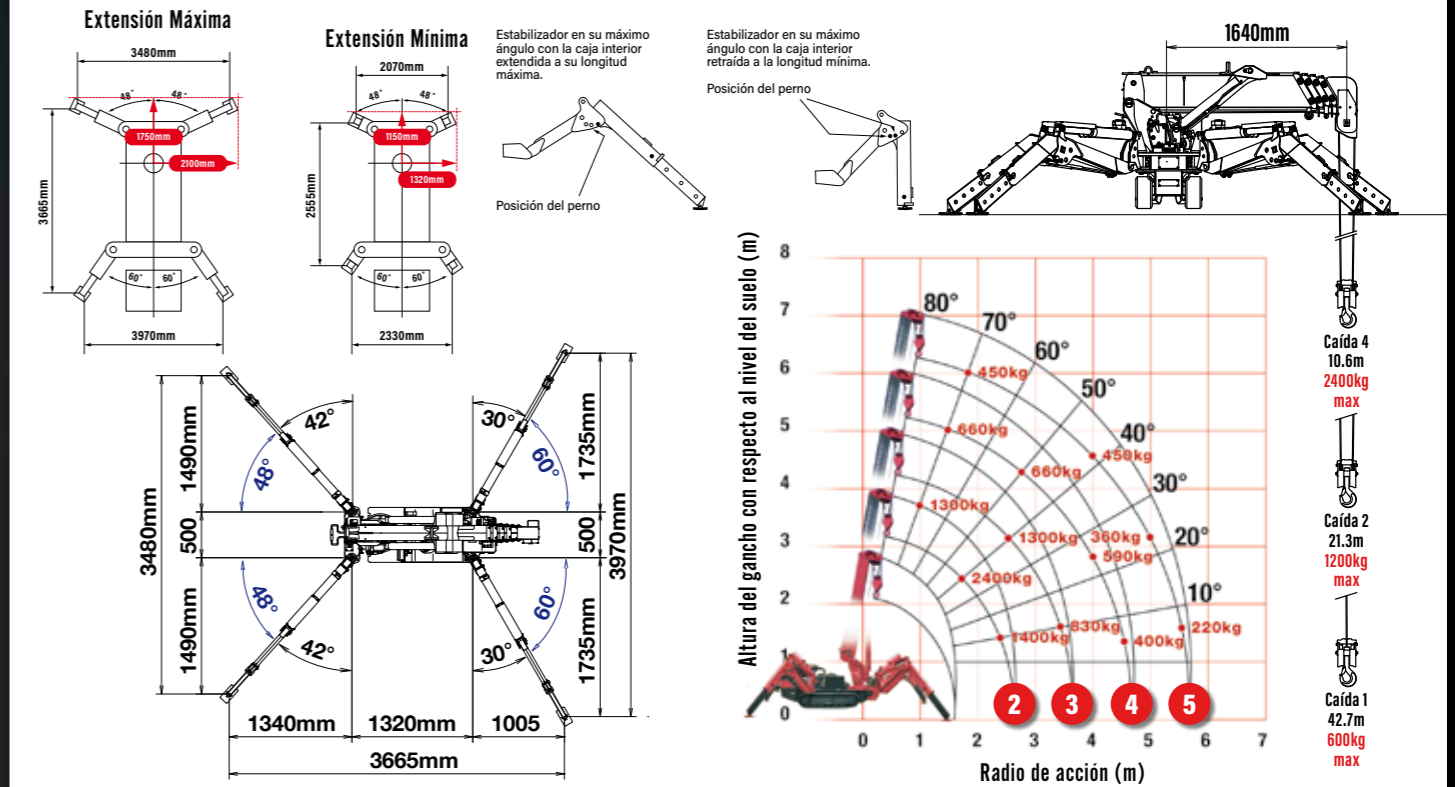 Extensión Máxima
3480mm
48°
48°
1750mm
2100mm
3665mm
60°
60°
3970mm
Extensión Mínima
2070mm
48°
48°
1150mm
1320mm
2555mm
60°
60°
2330mm
Estabilizador en su máximo
ángulo con la caja interior
extendida a su longitud
máxima.
Posición del perno
Estabilizador en su máximo
ángulo con la caja interior
retraída a la longitud mínima.
Posición del perno
1640mm
Caída 4
10.6m
2400kg
max
Caída 2
21.3m
1200kg
max
Caída 1
42.7m
600kg
max
3480mm
1490mm
500
1490mm
42°
48°
48°
42°
30°
60°
60°
30°
1735mm
500
1735mm
3970mm
1340mm
1320mm
1005
3665mm
Altura del gancho con respecto al nivel del suelo (m)
8
7
6
5
4
3
2
1
0
80°
70°
60°
50°
40°
30°
20°
10°
450kg
660kg
450kg
660kg
1300kg
1300kg
360kg
590kg
2400kg
830kg
220kg
1400kg
400kg
2
3
4
5
0
1
2
3
4
5
6
7
Radio de acción (m)